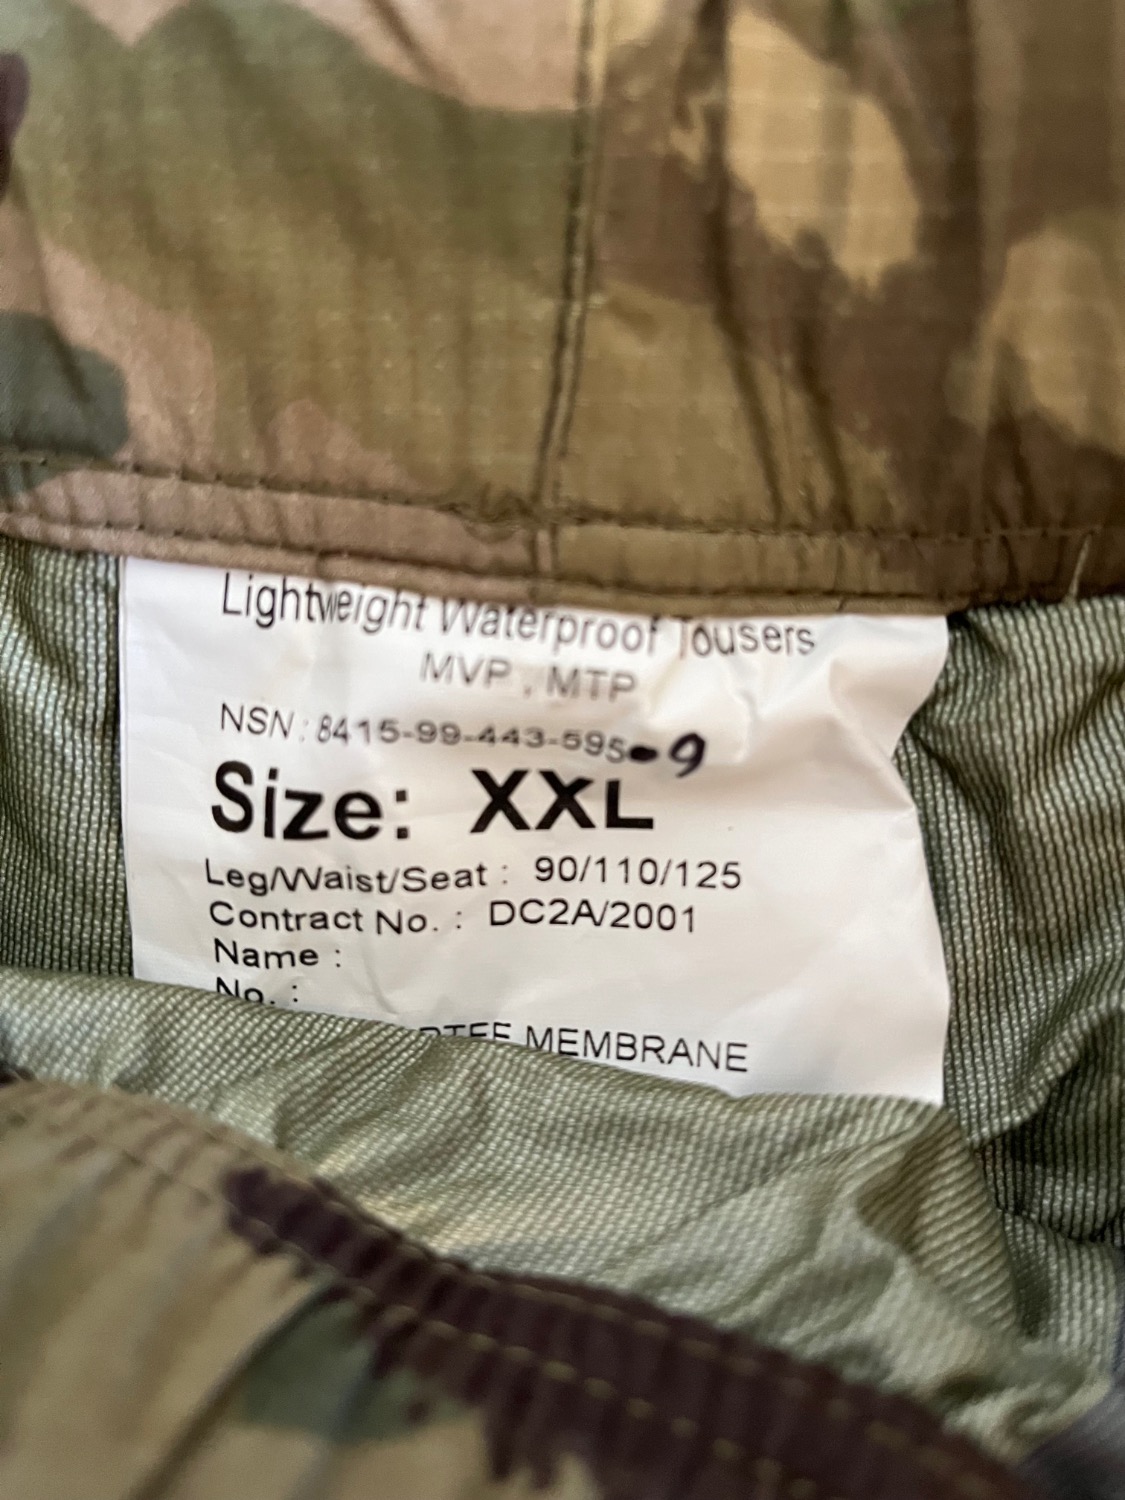 Lightweight Waterproof Tousers
MVP , MTP
NSN : 8415-99-443-595-9
Size: XXL
Leg/Waist/Seat : 90/110/125
Contract No. : DC2A/2001
Name :
No. :
PTFE MEMBRANE